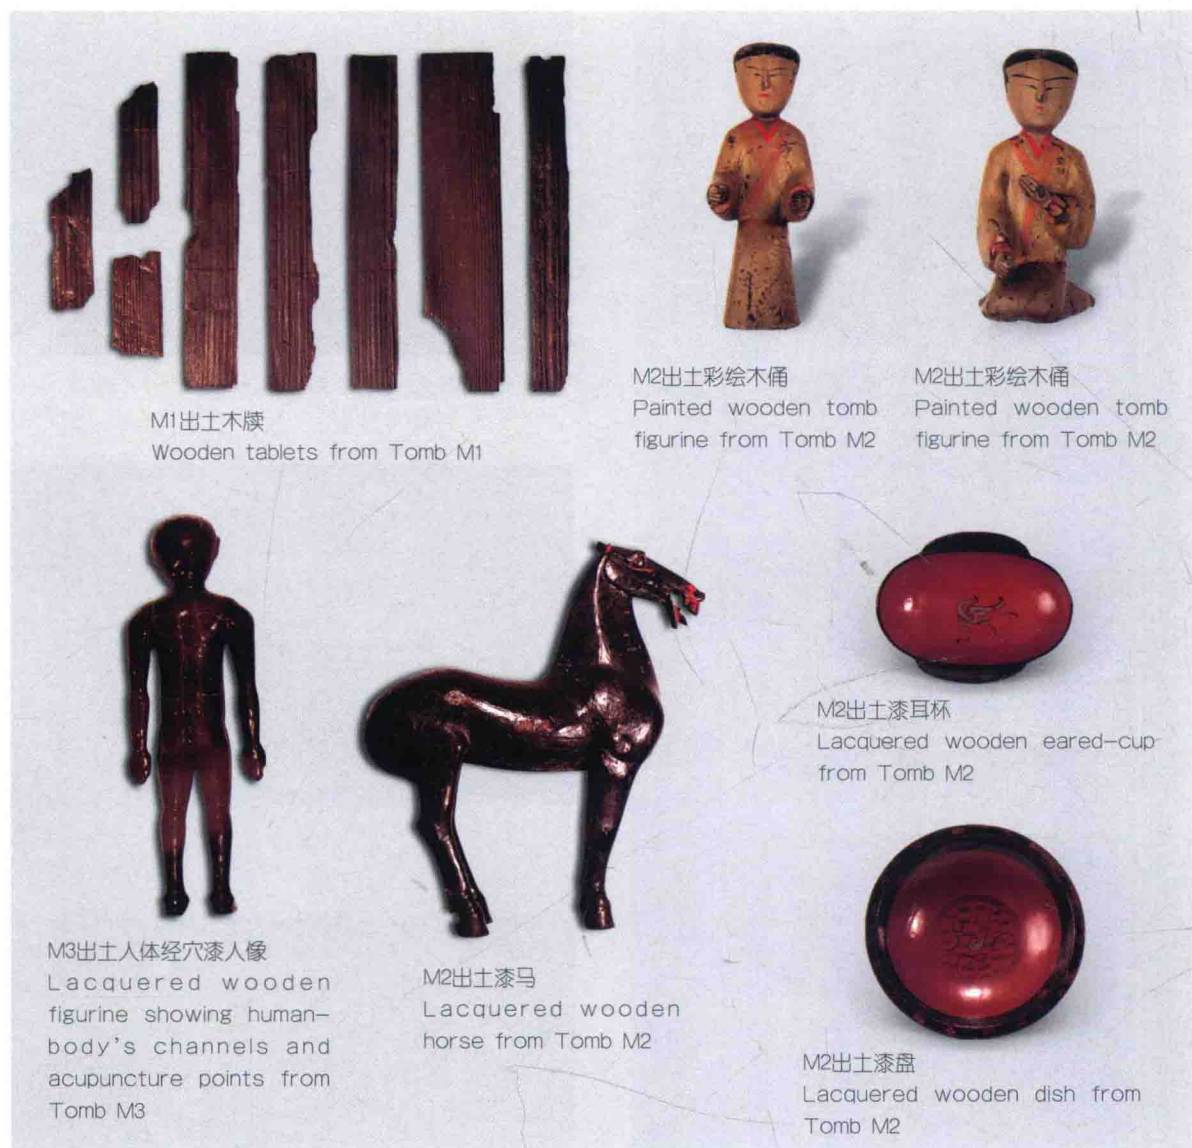 M1出土木牍
Wooden tablets from Tomb M1
M2出土彩绘木俑
Painted wooden tomb
figurine from Tomb M2
M2出土彩绘木俑
Painted wooden tomb
figurine from Tomb M2
M3出土人体经穴漆人像
Lacquered wooden
figurine showing human–
body's channels and
acupuncture points from
Tomb M3
M2出土漆马
Lacquered wooden
horse from Tomb M2
M2出土漆耳杯
Lacquered wooden eared–cup
from Tomb M2
M2出土漆盘
Lacquered wooden dish from
Tomb M2